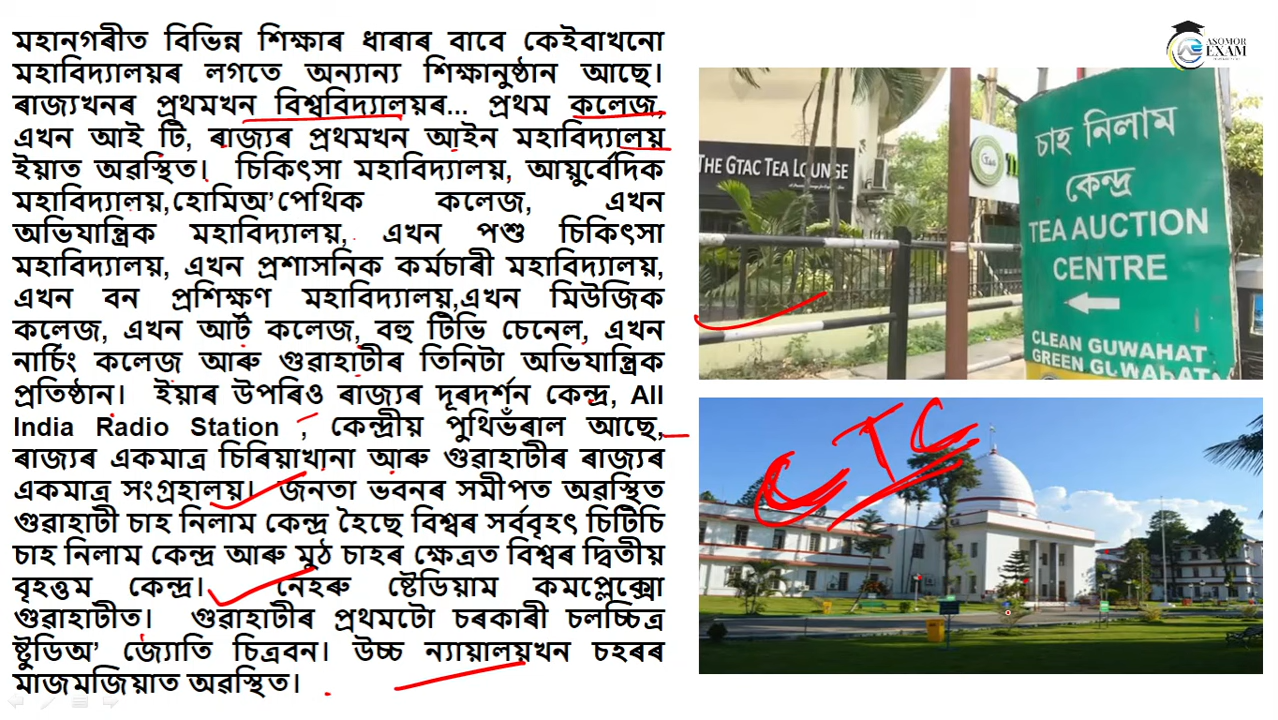 মহানগৰীত বিভিন্ন শিক্ষাৰ ধাৰাৰ বাবে কেইবাখনো
মহাবিদ্যালয়ৰ লগতে অন্যান্য শিক্ষানুষ্ঠান আছে।
ৰাজ্যখনৰ প্ৰথমখন বিশ্ববিদ্যালয়ৰ... প্ৰথম কলেজ,
এখন আই টি, ৰাজ্যৰ প্ৰথমখন আইন মহাবিদ্যালয়
ইয়াত অৱস্থিত। চিকিৎসা মহাবিদ্যালয়, আয়ুৰ্বেদিক
মহাবিদ্যালয়,হোমিঅ'পেথিক কলেজ, এখন
অভিযান্ত্ৰিক মহাবিদ্যালয়, এখন পশু চিকিৎসা
মহাবিদ্যালয়, এখন প্ৰশাসনিক কৰ্মচাৰী মহাবিদ্যালয়,
এখন বন প্ৰশিক্ষণ মহাবিদ্যালয়,এখন মিউজিক
কলেজ, এখন আৰ্ট কলেজ, বহু টিভি চেনেল, এখন
নাৰ্চিং কলেজ আৰু গুৱাহাটীৰ তিনিটা অভিযান্ত্ৰিক
প্ৰতিষ্ঠান। ইয়াৰ উপৰিও ৰাজ্যৰ দূৰদৰ্শন কেন্দ্ৰ, All
India Radio Station , কেন্দ্ৰীয় পুথিভঁৰাল আছে,
ৰাজ্যৰ একমাত্ৰ চিৰিয়াখানা আৰু গুৱাহাটীৰ ৰাজ্যৰ
একমাত্ৰ সংগ্ৰহালয়। জনতা ভবনৰ সমীপত অৱস্থিত
গুৱাহাটী চাহ নিলাম কেন্দ্ৰ হৈছে বিশ্বৰ সৰ্ববৃহৎ চিটিচি
চাহ নিলাম কেন্দ্ৰ আৰু মুঠ চাহৰ ক্ষেত্ৰত বিশ্বৰ দ্বিতীয়
বৃহত্তম কেন্দ্ৰ। নেহৰু ষ্টেডিয়াম কমপ্লেক্সো
গুৱাহাটীত। গুৱাহাটীৰ প্ৰথমটো চৰকাৰী চলচ্চিত্ৰ
ষ্টুডিঅ' জ্যোতি চিত্ৰবন। উচ্চ ন্যায়ালয়খন চহৰৰ
মাজমজিয়াত অৱস্থিত।
ASOMOR
EXAM
THE GTAC TEA LOUNGE
চাহ নিলাম
কেন্দ্ৰ
TEA AUCTION
CENTRE
CLEAN GUWAHAT
GREEN GUWAHAT
CTC